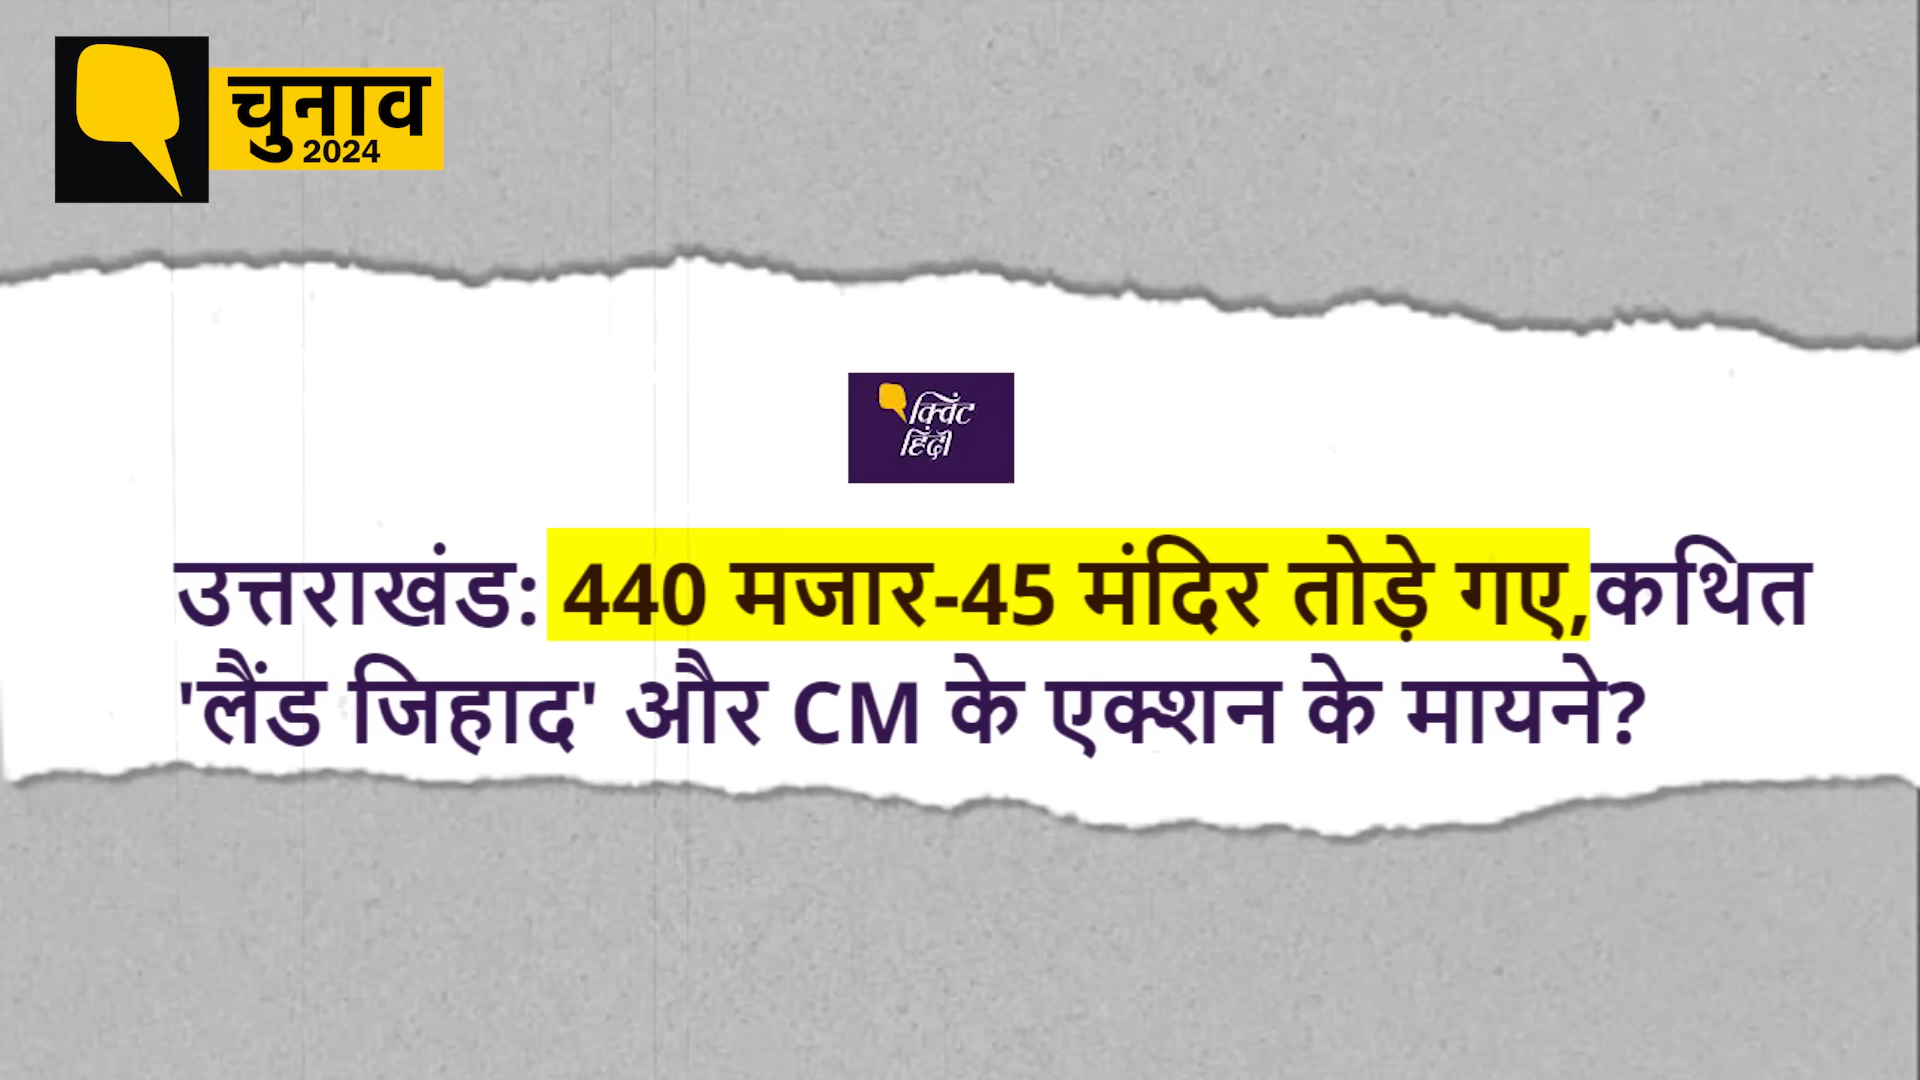 चुनाव
2024
क्विंट
हिंदी
उत्तराखंड: 440 मजार-45 मंदिर तोड़े गए,कथित
'लैंड जिहाद' और CM के एक्शन के मायने?